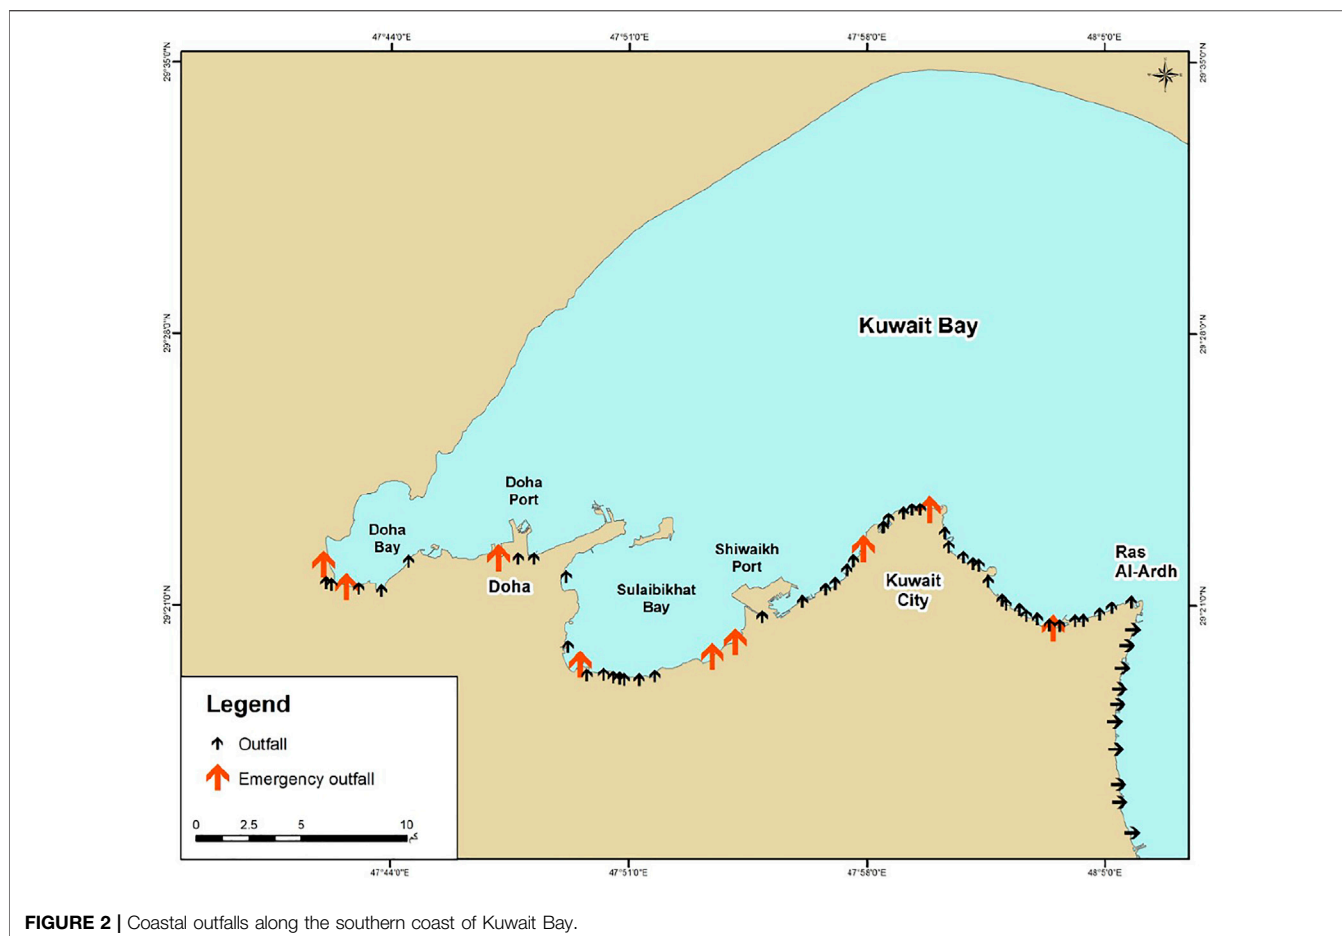 47°44'0"E 47°51'0"E 47°58'0"E 48°5'0"E
29°35'0"N
29°35'0"N
29°28'0"N
29°28'0"N
Kuwait Bay
Doha
Port
Doha
Bay
Doha
Sulaibikhat
Bay
Shiwaikh
Port
Kuwait
City
Ras
Al-Ardh
29°21'0"N
29°21'0"N
Legend
Outfall
Emergency outfall
0 2.5 5 10
كم
47°44'0"E 47°51'0"E 47°58'0"E 48°5'0"E
FIGURE 2 | Coastal outfalls along the southern coast of Kuwait Bay.